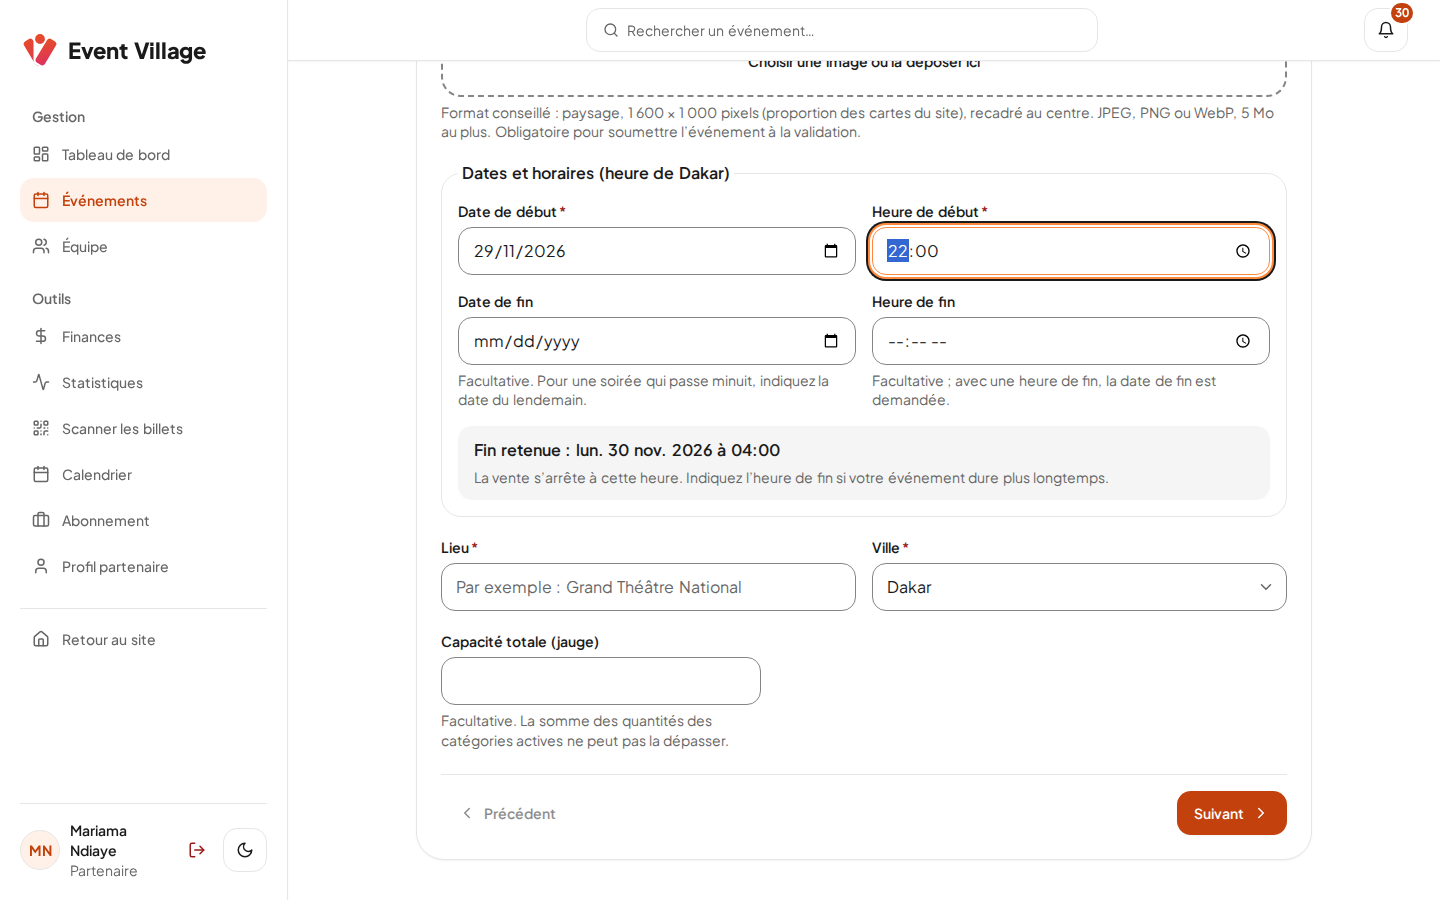 Event Village
Rechercher un événement…
30
Gestion
Tableau de bord
Événements
Équipe
Outils
Finances
Statistiques
Scanner les billets
Calendrier
Abonnement
Profil partenaire
Retour au site
MN
Mariama
Ndiaye
Partenaire
Choisir une image ou la déposer ici
Format conseillé : paysage, 1 600 × 1 000 pixels (proportion des cartes du site), recadré au centre. JPEG, PNG ou WebP, 5 Mo
au plus. Obligatoire pour soumettre l’événement à la validation.
Dates et horaires (heure de Dakar)
Date de début *
Heure de début *
29/11/2026
22:00
Date de fin
Heure de fin
mm/dd/yyyy
--:-- --
Facultative. Pour une soirée qui passe minuit, indiquez la
date du lendemain.
Facultative ; avec une heure de fin, la date de fin est
demandée.
Fin retenue : lun. 30 nov. 2026 à 04:00
La vente s’arrête à cette heure. Indiquez l’heure de fin si votre événement dure plus longtemps.
Lieu *
Ville *
Par exemple : Grand Théâtre National
Dakar
Capacité totale (jauge)
Facultative. La somme des quantités des
catégories actives ne peut pas la dépasser.
Précédent
Suivant